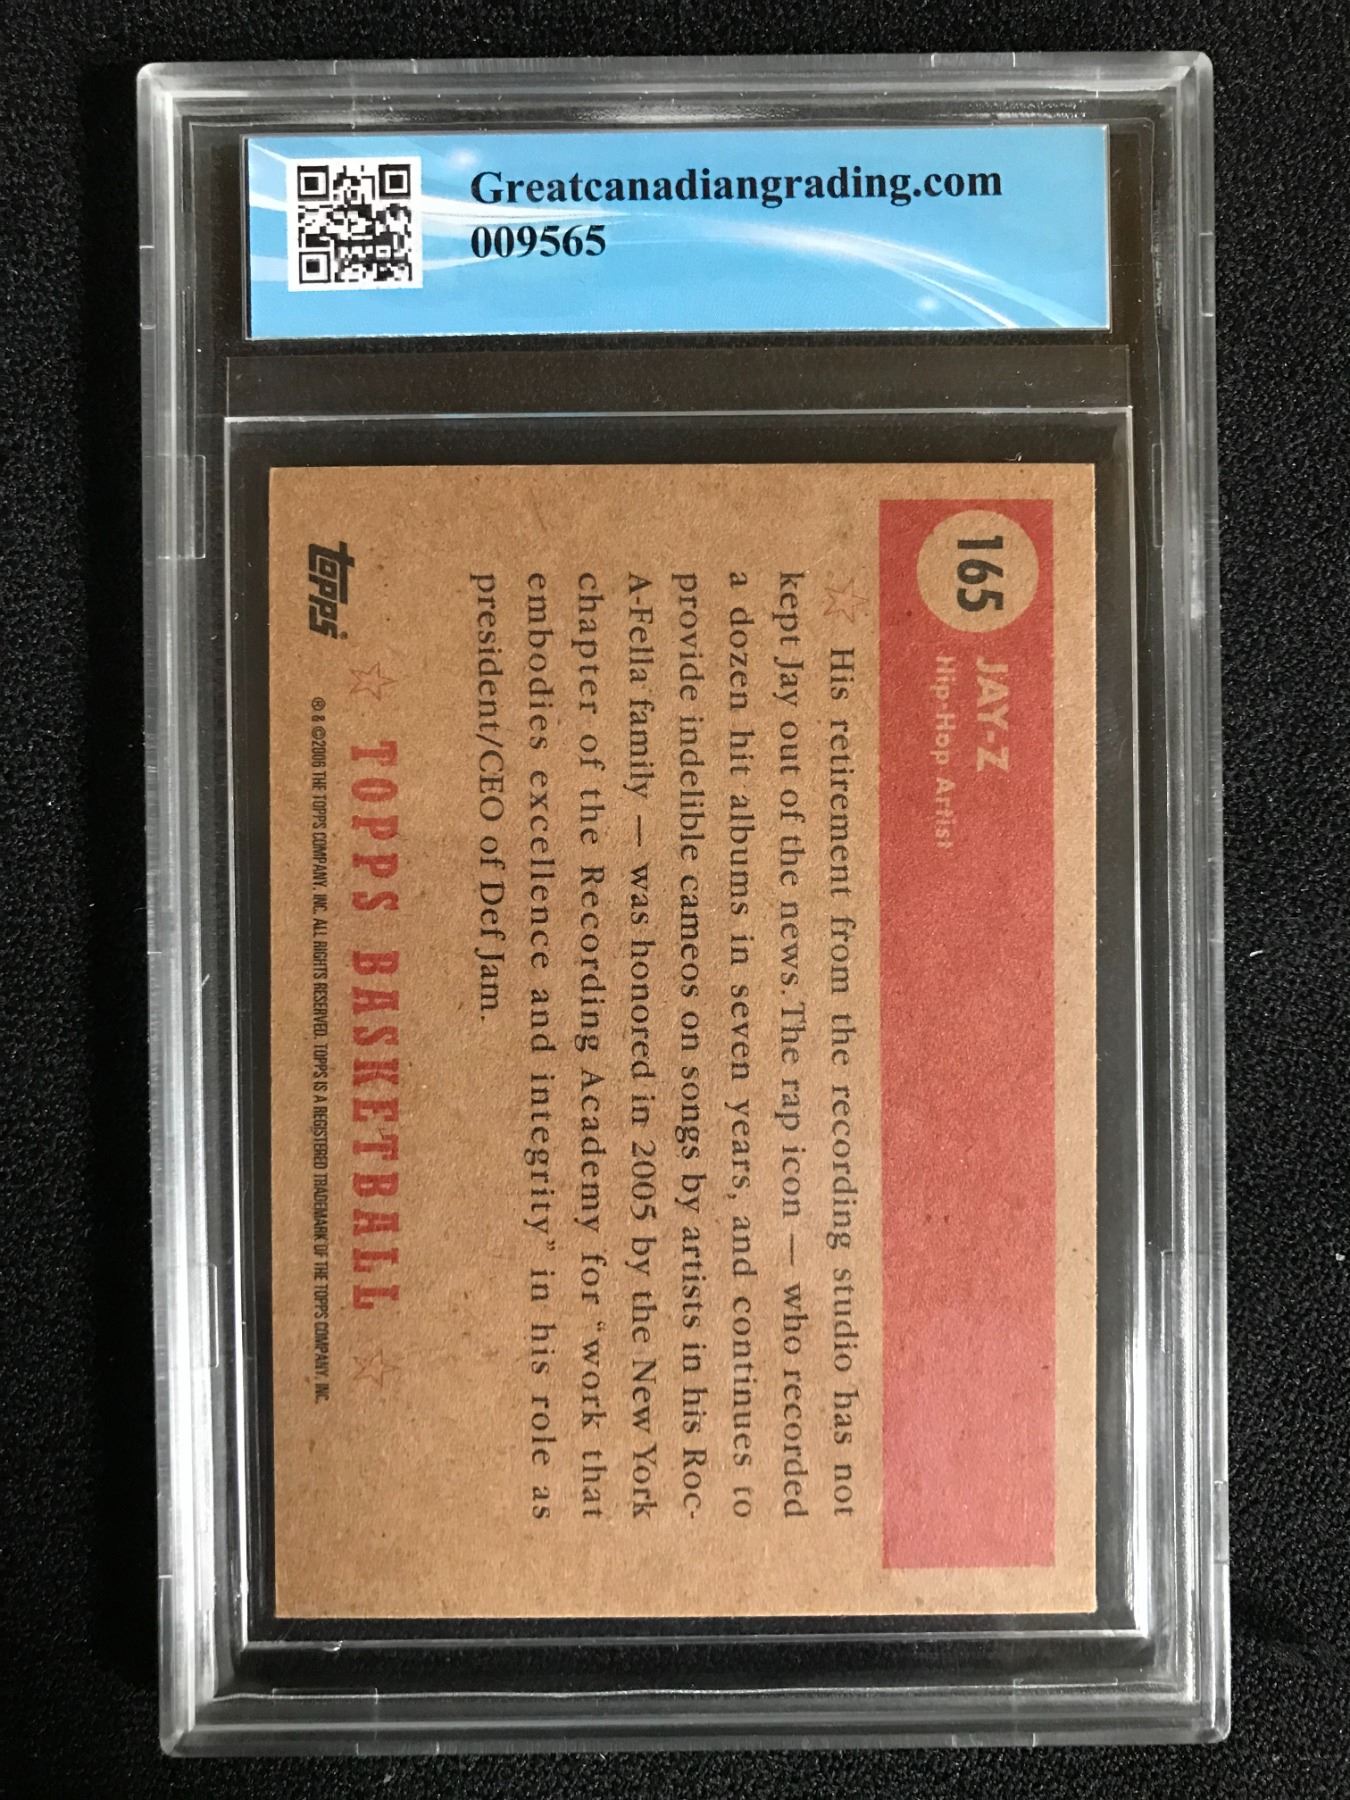 Greatcanadiangrading.com
009565
165
JAY-Z
Hip-Hop Artist
His retirement from the recording studio has not
kept Jay out of the news. The rap icon — who recorded
a dozen hit albums in seven years, and continues to
provide indelible cameos on songs by artists in his Roc-
A-Fella family — was honored in 2005 by the New York
chapter of the Recording Academy for “work that
embodies excellence and integrity” in his role as
president/CEO of Def Jam.
TOPPS BASKETBALL
topps
® & ©2006 THE TOPPS COMPANY, INC. ALL RIGHTS RESERVED. TOPPS IS A REGISTERED TRADEMARK OF THE TOPPS COMPANY, INC.